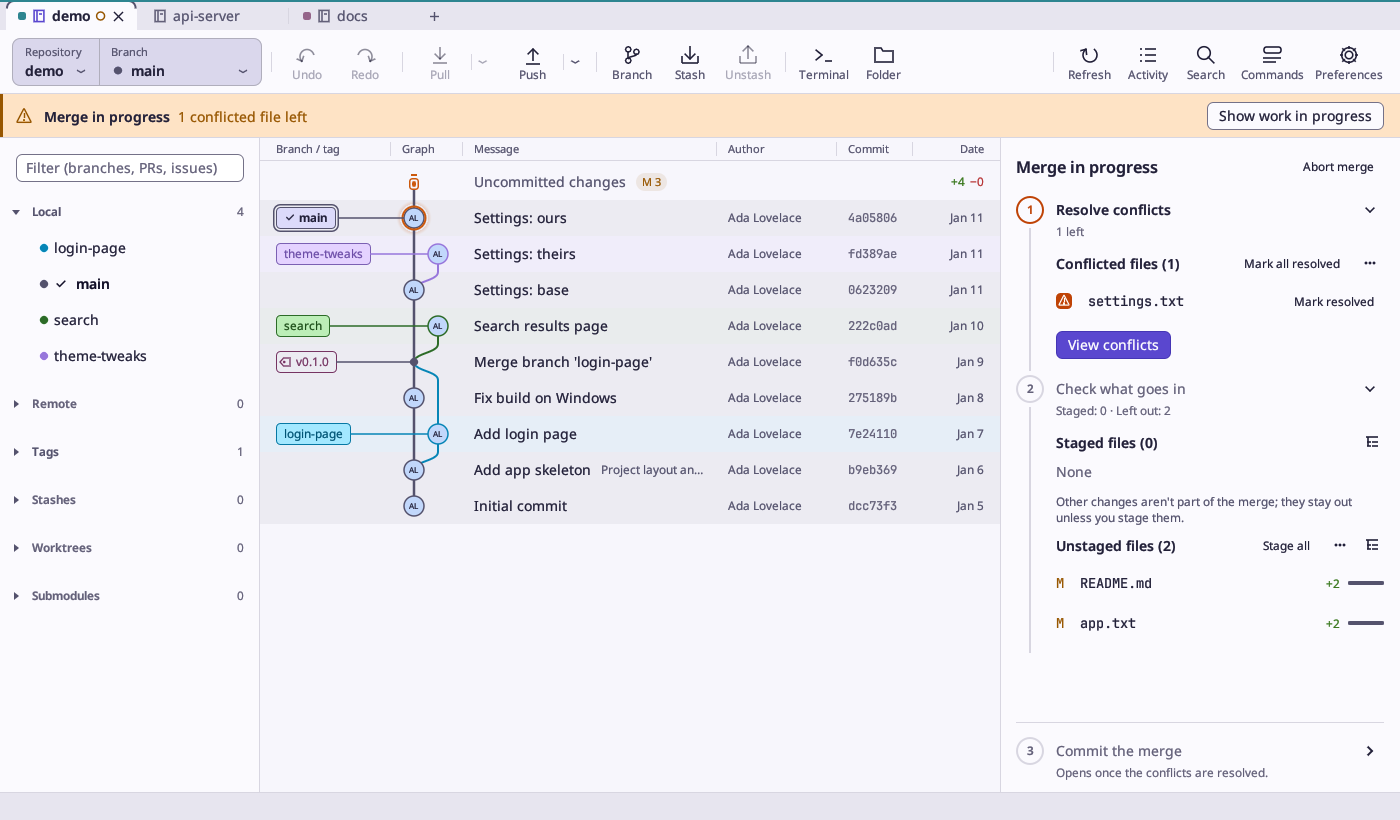 demo
api-server
docs
Repository
demo
Branch
main
Undo
Redo
Pull
Push
Branch
Stash
Unstash
Terminal
Folder
Refresh
Activity
Search
Commands
Preferences
Merge in progress 1 conflicted file left
Show work in progress
Filter (branches, PRs, issues)
Local 4
login-page
main
search
theme-tweaks
Remote 0
Tags 1
Stashes 0
Worktrees 0
Submodules 0
Branch / tag Graph Message Author Commit Date
Uncommitted changes M 3 +4 −0
main AL Settings: ours Ada Lovelace 4a05806 Jan 11
theme-tweaks AL Settings: theirs Ada Lovelace fd389ae Jan 11
AL Settings: base Ada Lovelace 0623209 Jan 11
search AL Search results page Ada Lovelace 222c0ad Jan 10
v0.1.0 Merge branch 'login-page' Ada Lovelace f0d635c Jan 9
AL Fix build on Windows Ada Lovelace 275189b Jan 8
login-page AL Add login page Ada Lovelace 7e24110 Jan 7
AL Add app skeleton Project layout an... Ada Lovelace b9eb369 Jan 6
AL Initial commit Ada Lovelace dcc73f3 Jan 5
Merge in progress Abort merge
1 Resolve conflicts
1 left
Conflicted files (1) Mark all resolved
settings.txt Mark resolved
View conflicts
2 Check what goes in
Staged: 0 · Left out: 2
Staged files (0)
None
Other changes aren't part of the merge; they stay out
unless you stage them.
Unstaged files (2) Stage all
M README.md +2
M app.txt +2
3 Commit the merge
Opens once the conflicts are resolved.